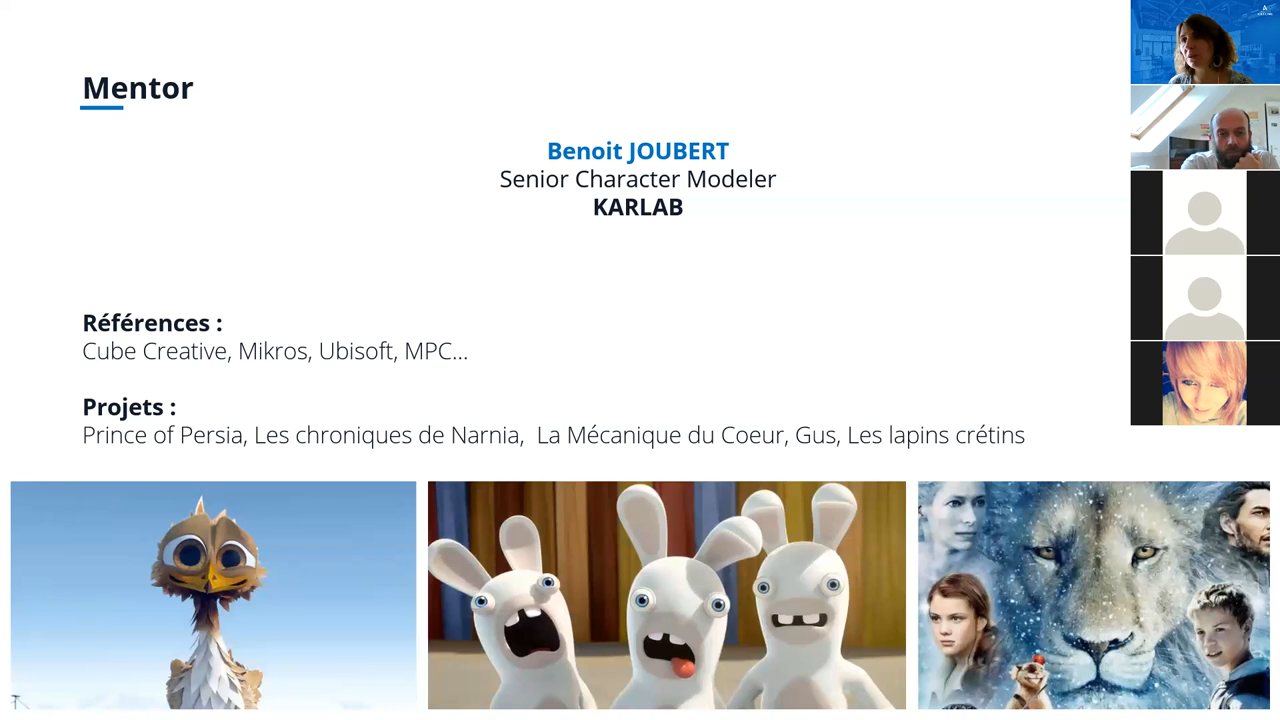 Mentor
Benoit JOUBERT
Senior Character Modeler
KARLAB
Références :
Cube Creative, Mikros, Ubisoft, MPC...
Projets :
Prince of Persia, Les chroniques de Narnia, La Mécanique du Coeur, Gus, Les lapins crétins